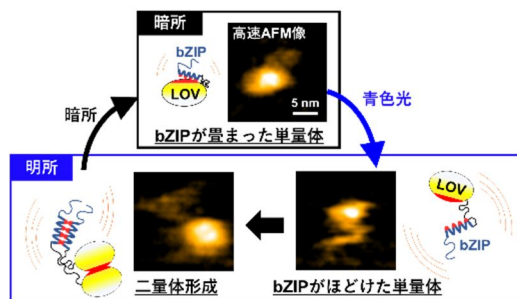 暗所
bZIP
LOV
高速AFM像
5 nm
bZIPが畳まった単量体
暗所
青色光
明所
二量体形成
bZIPがほどけた単量体
LOV
bZIP